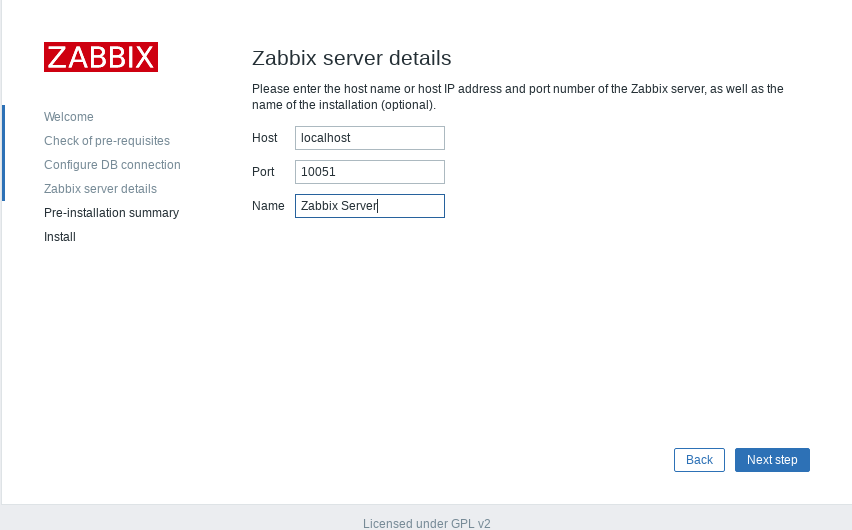 ZABBIX
Welcome
Check of pre-requisites
Configure DB connection
Zabbix server details
Pre-installation summary
Install
Zabbix server details
Please enter the host name or host IP address and port number of the Zabbix server, as well as the
name of the installation (optional).
Host localhost
Port 10051
Name Zabbix Server
Back Next step
Licensed under GPL v2